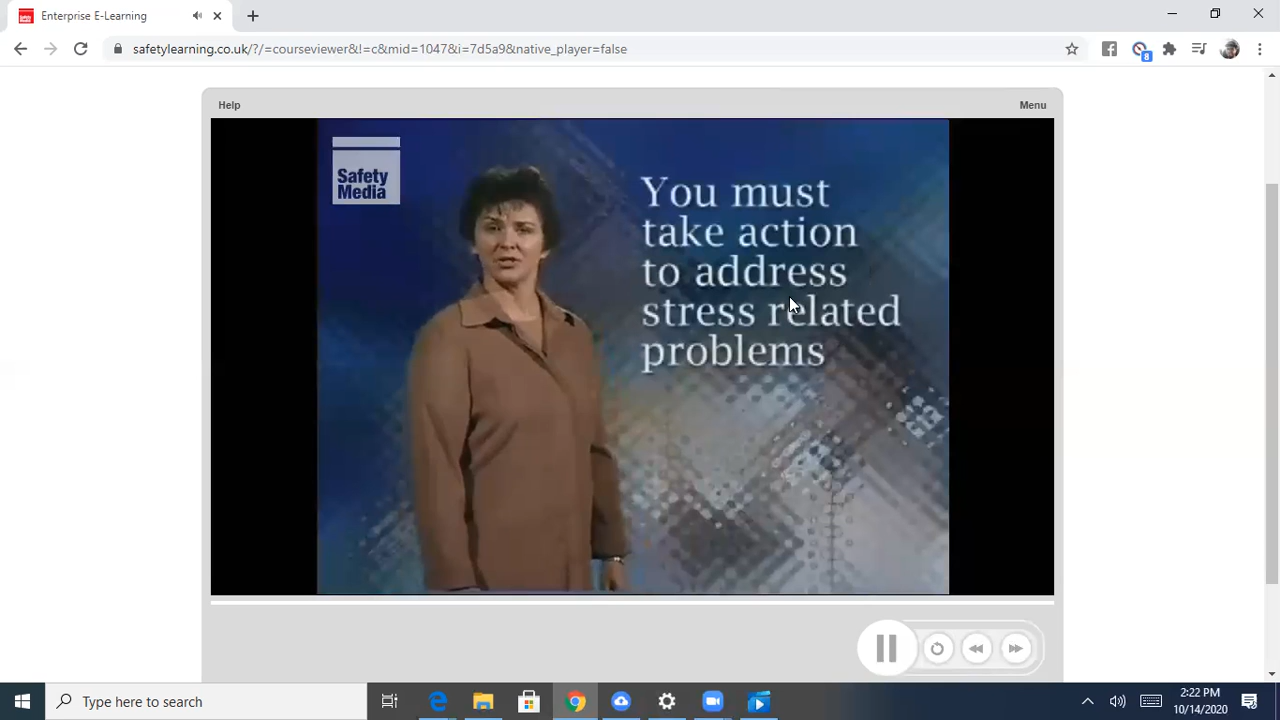 Enterprise E-Learning
safetylearning.co.uk/?/=courseviewer&!=c&mid=1047&i=7d5a9&native_player=false
8
Help
Menu
Safety
Media
You must
take action
to address
stress related
problems
Type here to search
2:22 PM
10/14/2020